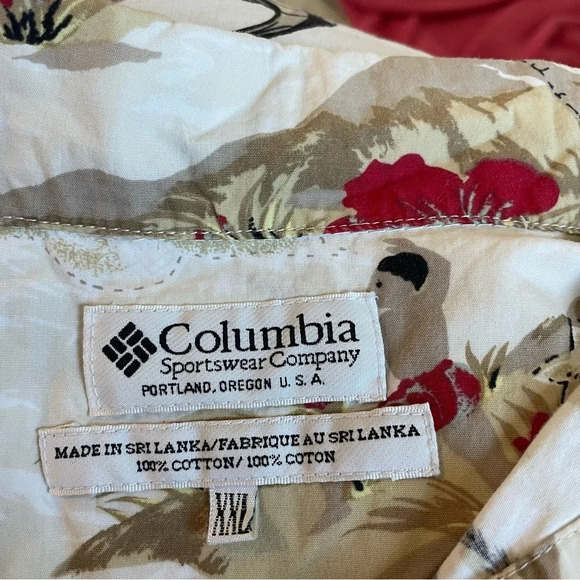 Columbia
Sportswear Company
PORTLAND, OREGON U. S. A.
MADE IN SRI LANKA/FABRIQUE AU SRI LANKA
100% COTTON/ 100% COTON
XXL